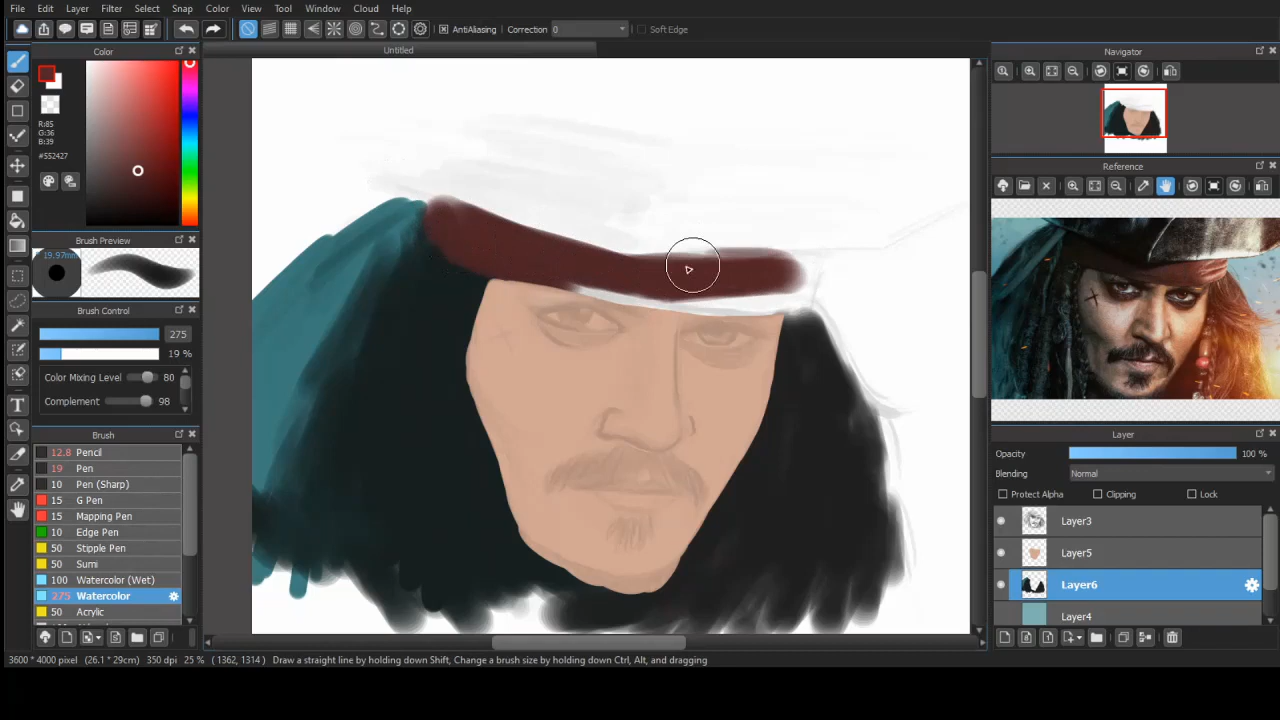 File Edit Layer Filter Select Snap Color View Tool Window Cloud Help
AntiAliasing Correction 0 Soft Edge
Color
Untitled
Navigator
R:85
G:36
B:39
#552427
Reference
Brush Preview
19.97mm
Brush Control
275
19 %
Color Mixing Level 80
Complement 98
Brush
12.8 Pencil
19 Pen
10 Pen (Sharp)
15 G Pen
15 Mapping Pen
10 Edge Pen
50 Stipple Pen
50 Sumi
100 Watercolor (Wet)
275 Watercolor
50 Acrylic
Layer
Opacity 100 %
Blending Normal
Protect Alpha Clipping Lock
Layer3
Layer5
Layer6
Layer4
3600 * 4000 pixel (26.1 * 29cm) 350 dpi 25 % ( 1362, 1314 ) Draw a straight line by holding down Shift, Change a brush size by holding down Ctrl, Alt, and dragging